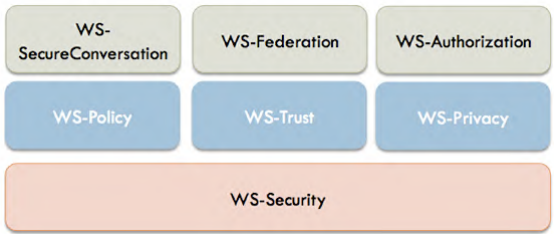 WS-
SecureConversation
WS-Federation
WS-Authorization
WS-Policy
WS-Trust
WS-Privacy
WS-Security